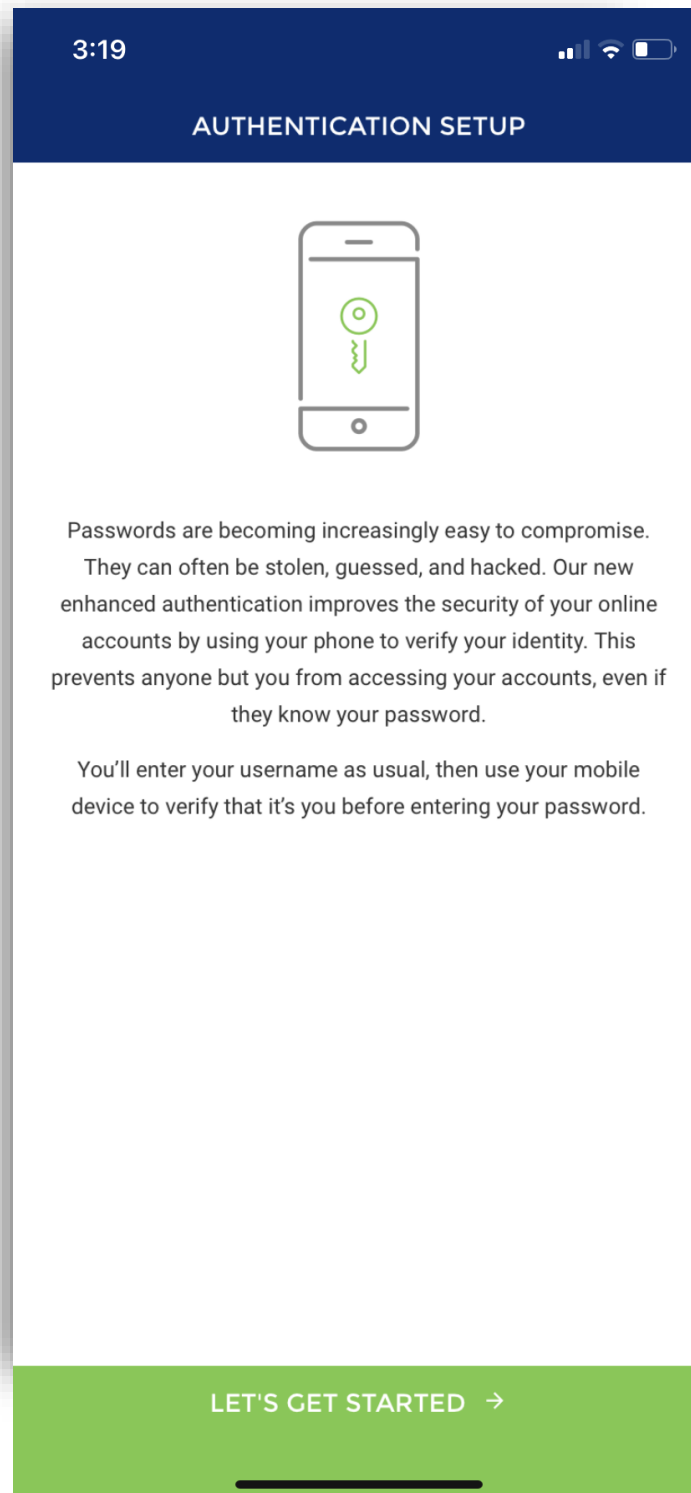 3:19
AUTHENTICATION SETUP
Passwords are becoming increasingly easy to compromise.
They can often be stolen, guessed, and hacked. Our new
enhanced authentication improves the security of your online
accounts by using your phone to verify your identity. This
prevents anyone but you from accessing your accounts, even if
they know your password.
You’ll enter your username as usual, then use your mobile
device to verify that it’s you before entering your password.
LET'S GET STARTED →